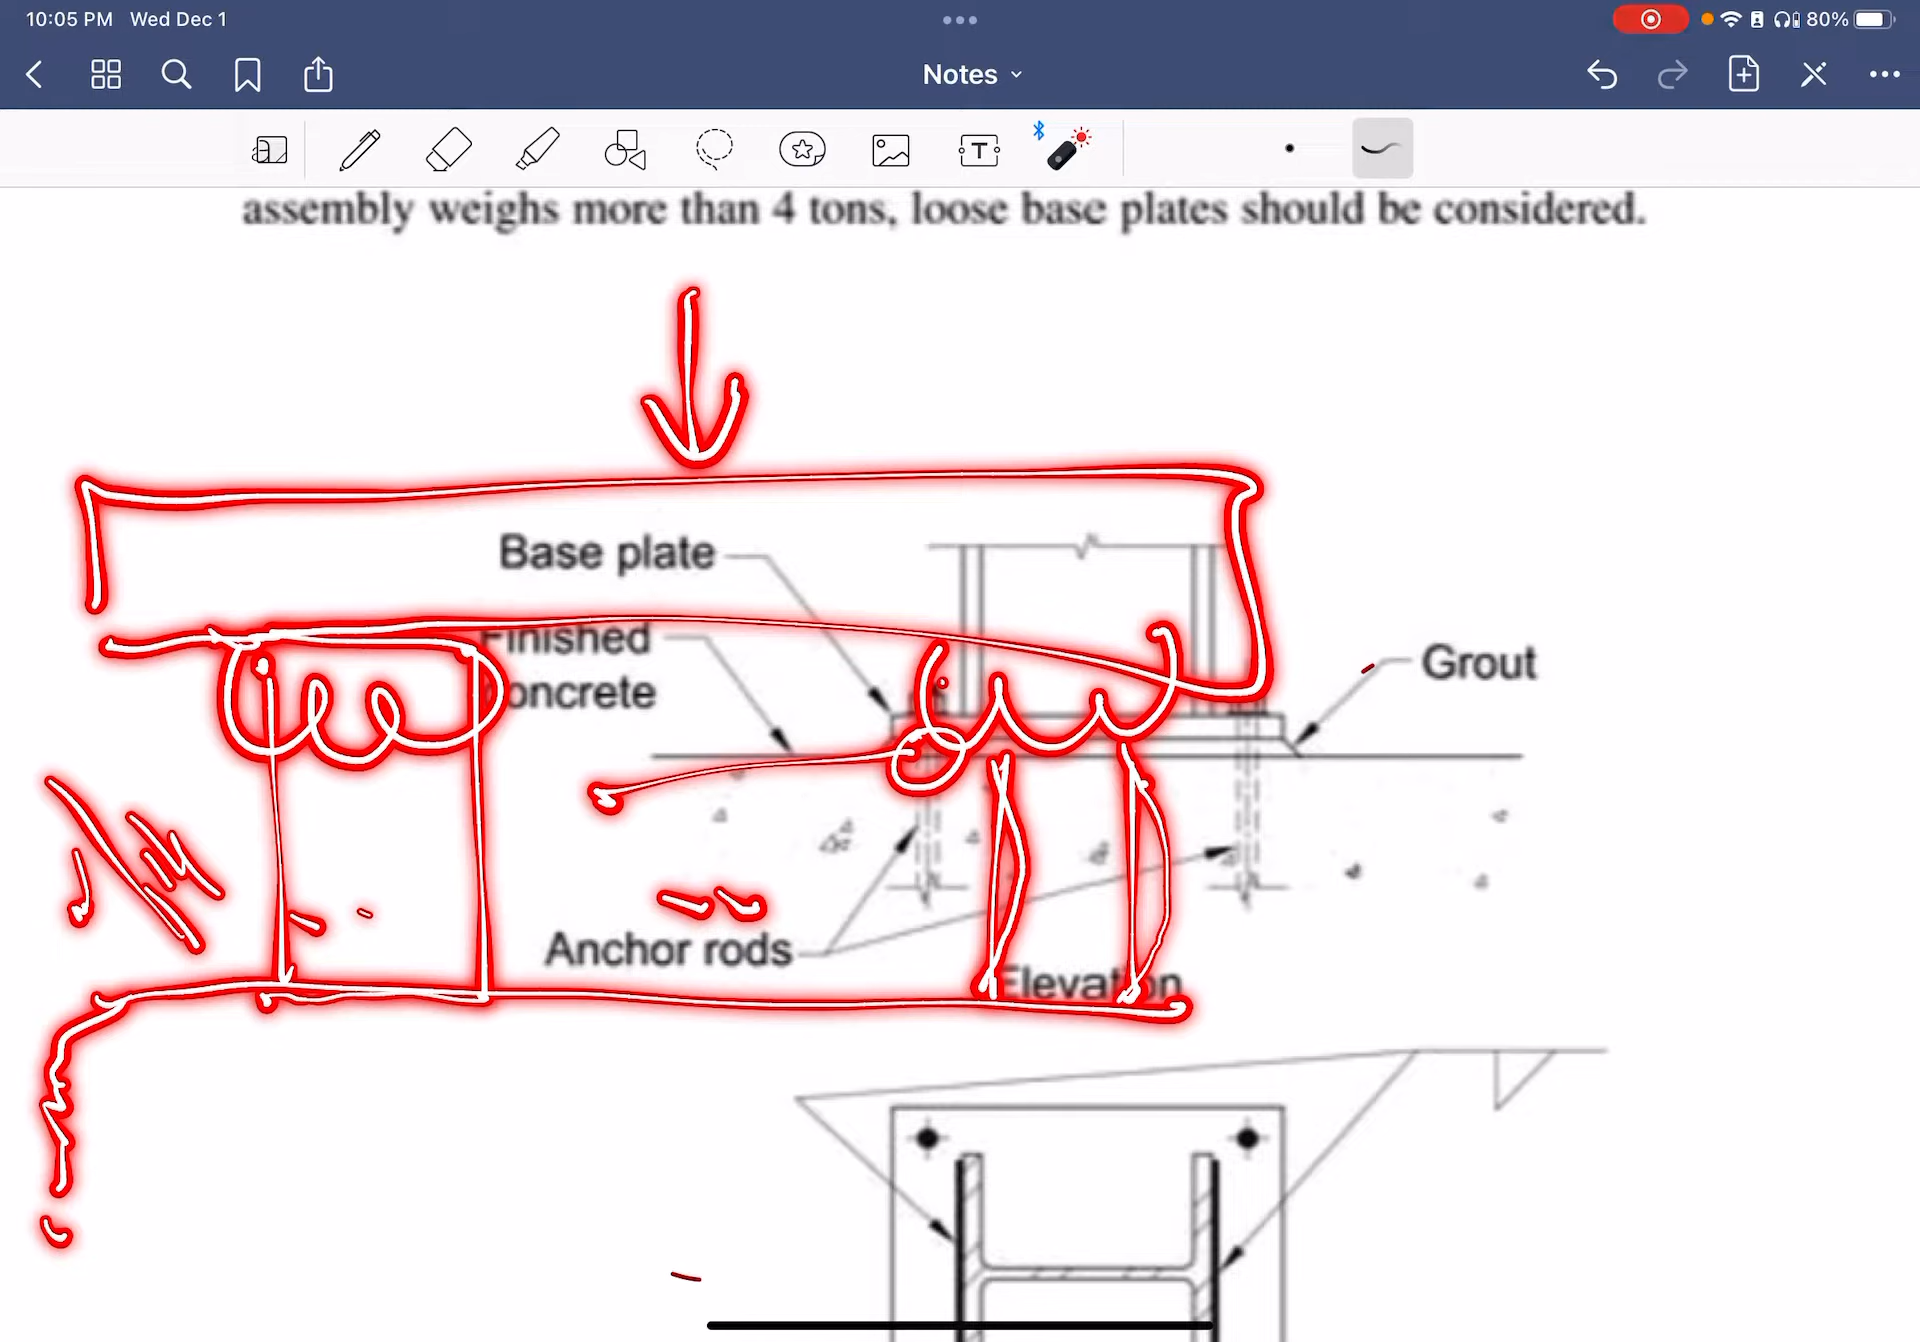 10:05 PM Wed Dec 1
80%
Notes
T
assembly weighs more than 4 tons, loose base plates should be considered.
Base plate
Finished
concrete
Grout
Anchor rods
Elevation